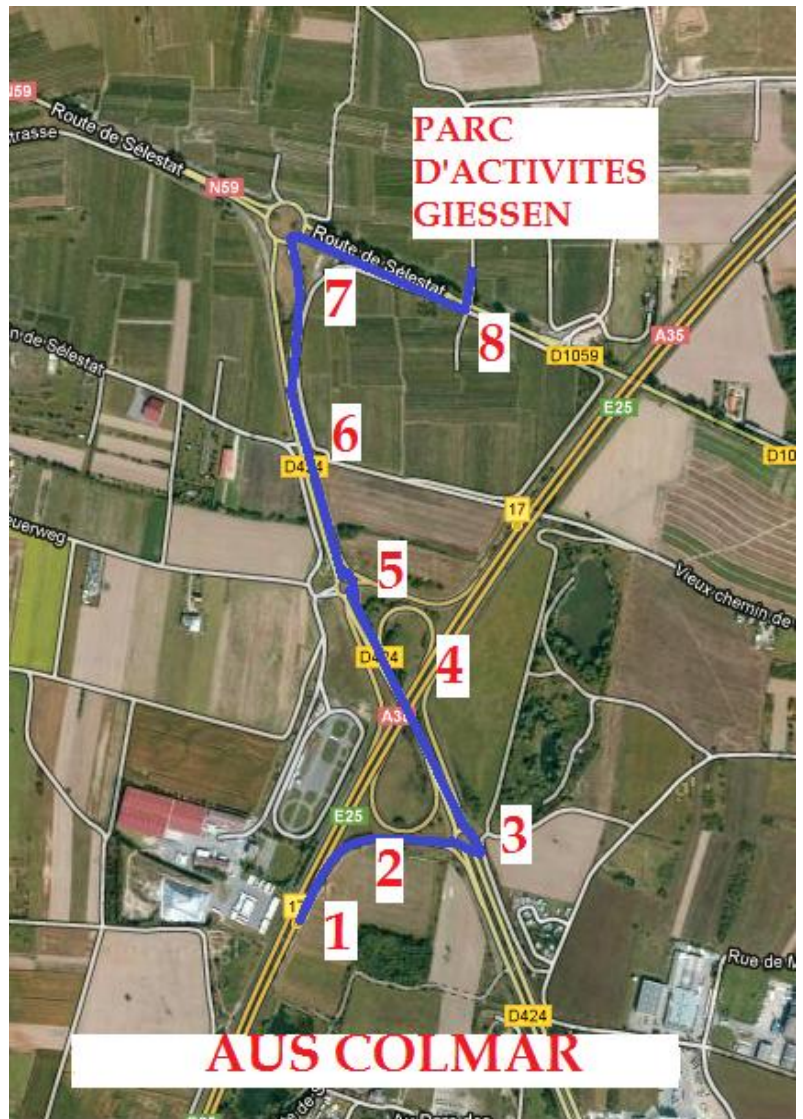 N59
Route de Sélestat
N59
PARC
D'ACTIVITES
GIESSEN
Route de Sélestat
7
8
A35
D1059
E25
de Sélestat
6
D424
17
5
Vieux chemin de
D424
4
A35
E25
3
2
17
1
Rue de M
D424
AUS COLMAR